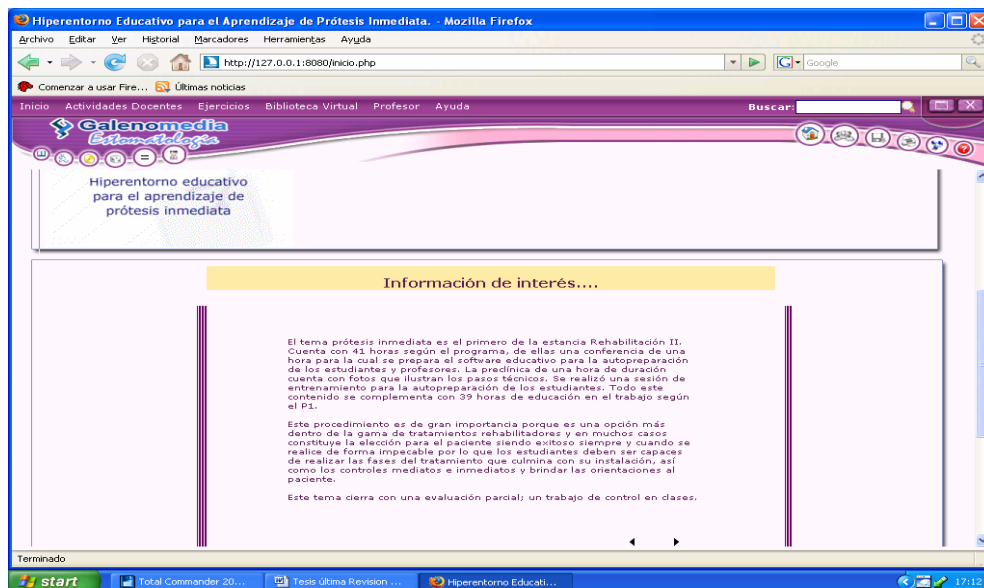 Hiperentorno Educativo para el Aprendizaje de Prótesis Inmediata. - Mozilla Firefox
Archivo Editar Ver Historial Marcadores Herramientas Ayuda
http://127.0.0.1:8080/inicio.php
Google
Comenzar a usar Fire... Últimas noticias
Inicio Actividades Docentes Ejercicios Biblioteca Virtual Profesor Ayuda Buscar:
Galenomedia
Estomatología
Hiperentorno educativo
para el aprendizaje de
prótesis inmediata
Información de interés....
El tema prótesis inmediata es el primero de la estancia Rehabilitación II.
Cuenta con 41 horas según el programa, de ellas una conferencia de una
hora para la cual se prepara el software educativo para la autopreparación
de los estudiantes y profesores. La preclínica de una hora de duración
cuenta con fotos que ilustran los pasos técnicos. Se realizó una sesión de
entrenamiento para la autopreparación de los estudiantes. Todo este
contenido se complementa con 39 horas de educación en el trabajo según
el P1.
Este procedimiento es de gran importancia porque es una opción más
dentro de la gama de tratamientos rehabilitadores y en muchos casos
constituye la elección para el paciente siendo exitoso siempre y cuando se
realice de forma impecable por lo que los estudiantes deben ser capaces
de realizar las fases del tratamiento que culmina con su instalación, así
como los controles mediatos e inmediatos y brindar las orientaciones al
paciente.
Este tema cierra con una evaluación parcial; un trabajo de control en clases.
Terminado
start Total Commander 20... Tesis última Revision ... Hiperentorno Educati... 17:12